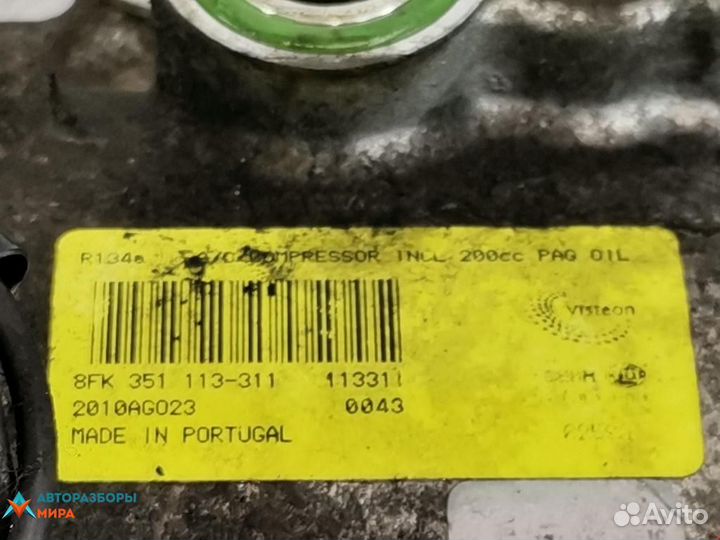 R134a A/C COMPRESSOR INCL 200cc PAG OIL
Visteon
8FK 351 113-311 113311
2010AG023 0043
MADE IN PORTUGAL
АВТОРАЗБОРЫ
МИРА
Avito